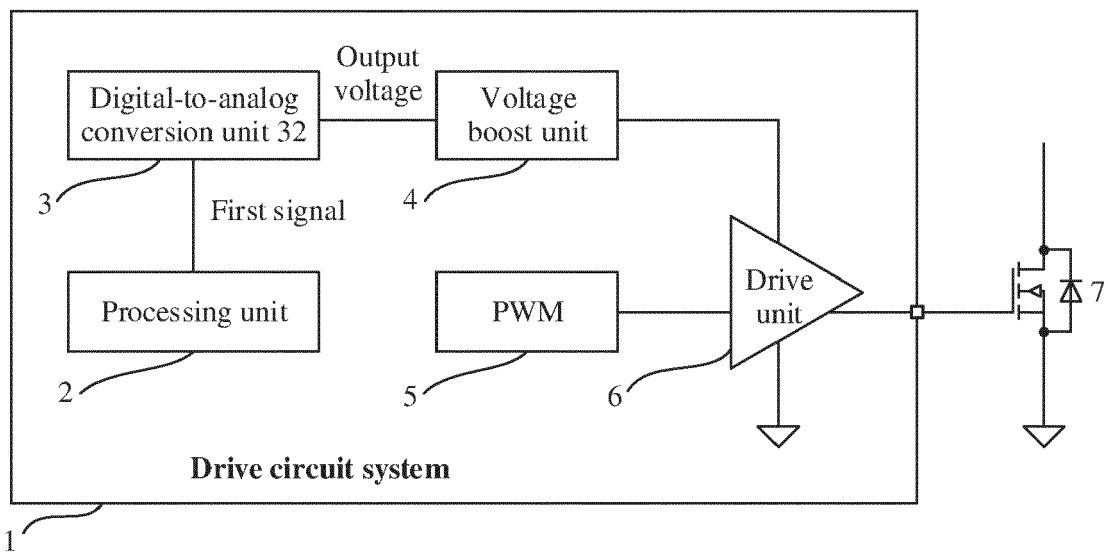 Output
voltage
Digital-to-analog
conversion unit 32
Voltage
boost unit
3
4
First signal
Processing unit
PWM
Drive
unit
7
2
5
6
Drive circuit system
1